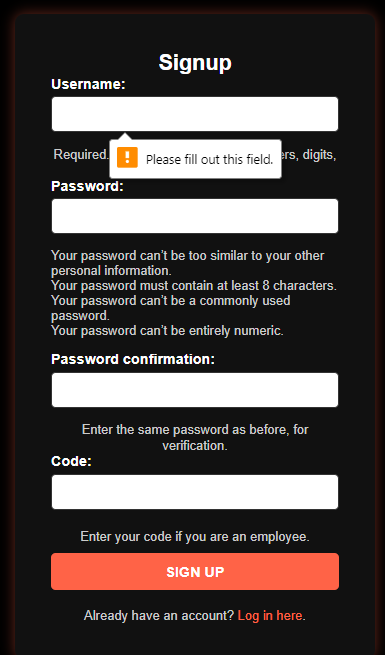 Signup
Username:
Please fill out this field.
Required. ers, digits,
Password:
Your password can’t be too similar to your other
personal information.
Your password must contain at least 8 characters.
Your password can’t be a commonly used
password.
Your password can’t be entirely numeric.
Password confirmation:
Enter the same password as before, for
verification.
Code:
Enter your code if you are an employee.
SIGN UP
Already have an account? Log in here.